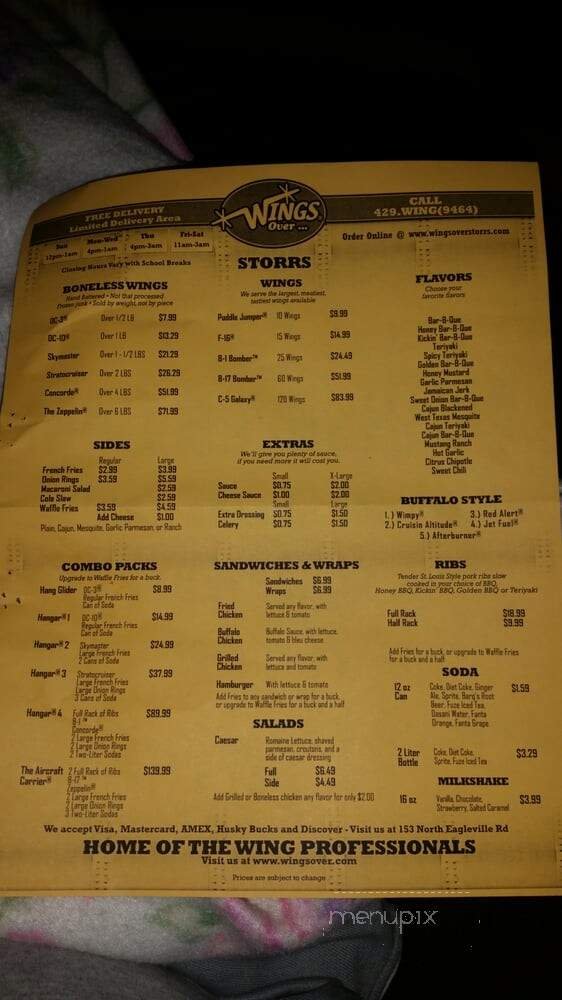 FREE DELIVERY
Limited Delivery Area
WINGS
Over ...
CALL
429.WING(9464)
Sun Mon-Wed Thu Fri-Sat
12pm-1am 4pm-1am 4pm-3am 11am-3am
Closing Hours Vary with School Breaks
Order Online @ www.wingsoverstorrs.com
STORRS
BONELESS WINGS
Hand Battered • Not that processed
frozen junk • Sold by weight, not by piece
DC-3® Over 1/2 LB $7.99
DC-10® Over 1 LB $13.29
Skymaster Over 1 - 1/2 LBS $21.29
Stratocruiser Over 2 LBS $26.29
Concorde® Over 4 LBS $51.99
The Zeppelin® Over 6 LBS $71.99
WINGS
We serve the largest, meatiest,
tastiest wings available
Puddle Jumper® 10 Wings $9.99
F-16® 15 Wings $14.99
B-1 Bomber™ 25 Wings $24.49
B-17 Bomber™ 60 Wings $51.99
C-5 Galaxy® 120 Wings $83.99
FLAVORS
Choose your
favorite flavors
Bar-B-Que
Honey Bar-B-Que
Kickin' Bar-B-Que
Teriyaki
Spicy Teriyaki
Golden Bar-B-Que
Honey Mustard
Garlic Parmesan
Jamaican Jerk
Sweet Onion Bar-B-Que
Cajun Blackened
West Texas Mesquite
Cajun Teriyaki
Cajun Bar-B-Que
Mustang Ranch
Hot Garlic
Citrus Chipotle
Sweet Chili
SIDES
Regular Large
French Fries $2.99 $3.99
Onion Rings $3.59 $5.59
Macaroni Salad $2.59
Cole Slaw $2.59
Waffle Fries $3.59 $4.59
Add Cheese $1.00
Plain, Cajun, Mesquite, Garlic Parmesan, or Ranch
EXTRAS
We'll give you plenty of sauce,
if you need more it will cost you.
Small X-Large
Sauce $0.75 $2.00
Cheese Sauce $1.00 $2.00
Small Large
Extra Dressing $0.75 $1.50
Celery $0.75 $1.50
BUFFALO STYLE
1.) Wimpy® 3.) Red Alert®
2.) Cruisin Altitude® 4.) Jet Fuel®
5.) Afterburner®
COMBO PACKS
Upgrade to Waffle Fries for a buck.
Hang Glider DC-3® $8.99
Regular French Fries
Can of Soda
Hangar® 1 DC-10® $14.99
Regular French Fries
Can of Soda
Hangar® 2 Skymaster $24.99
Large French Fries
2 Cans of Soda
Hangar® 3 Stratocruiser $37.99
Large French Fries
Large Onion Rings
3 Cans of Soda
Hangar® 4 Full Rack of Ribs $89.99
B-1 ™
Concorde®
2 Large French Fries
2 Large Onion Rings
2 Two-Liter Sodas
The Aircraft 2 Full Rack of Ribs $139.99
Carrier® B-17 ™
Zeppelin®
2 Large French Fries
2 Large Onion Rings
3 Two-Liter Sodas
SANDWICHES & WRAPS
Sandwiches $6.99
Wraps $6.99
Fried Served any flavor, with
Chicken lettuce & tomato
Buffalo Buffalo Sauce, with lettuce,
Chicken tomato & bleu cheese
Grilled Served any flavor, with
Chicken lettuce and tomato
Hamburger With lettuce & tomato
Add Fries to any sandwich or wrap for a buck,
or upgrade to Waffle Fries for a buck and a half
SALADS
Caesar Romaine Lettuce, shaved
parmesan, croutons, and a
side of caesar dressing
Full $6.49
Side $4.49
Add Grilled or Boneless chicken any flavor for only $2.00
RIBS
Tender St. Louis Style pork ribs slow
cooked in your choice of BBQ,
Honey BBQ, Kickin' BBQ, Golden BBQ or Teriyaki
Full Rack $18.99
Half Rack $9.99
Add Fries for a buck, or upgrade to Waffle Fries
for a buck and a half
SODA
12 oz Coke, Diet Coke, Ginger $1.59
Can Ale, Sprite, Barq's Root
Beer, Fuze Iced Tea,
Dasani Water, Fanta
Orange, Fanta Grape
2 Liter Coke, Diet Coke, $3.29
Bottle Sprite, Fuze Iced Tea
MILKSHAKE
16 oz Vanilla, Chocolate, $3.99
Strawberry, Salted Caramel
We accept Visa, Mastercard, AMEX, Husky Bucks and Discover - Visit us at 153 North Eagleville Rd
HOME OF THE WING PROFESSIONALS
Visit us at www.wingsover.com
Prices are subject to change
menupix